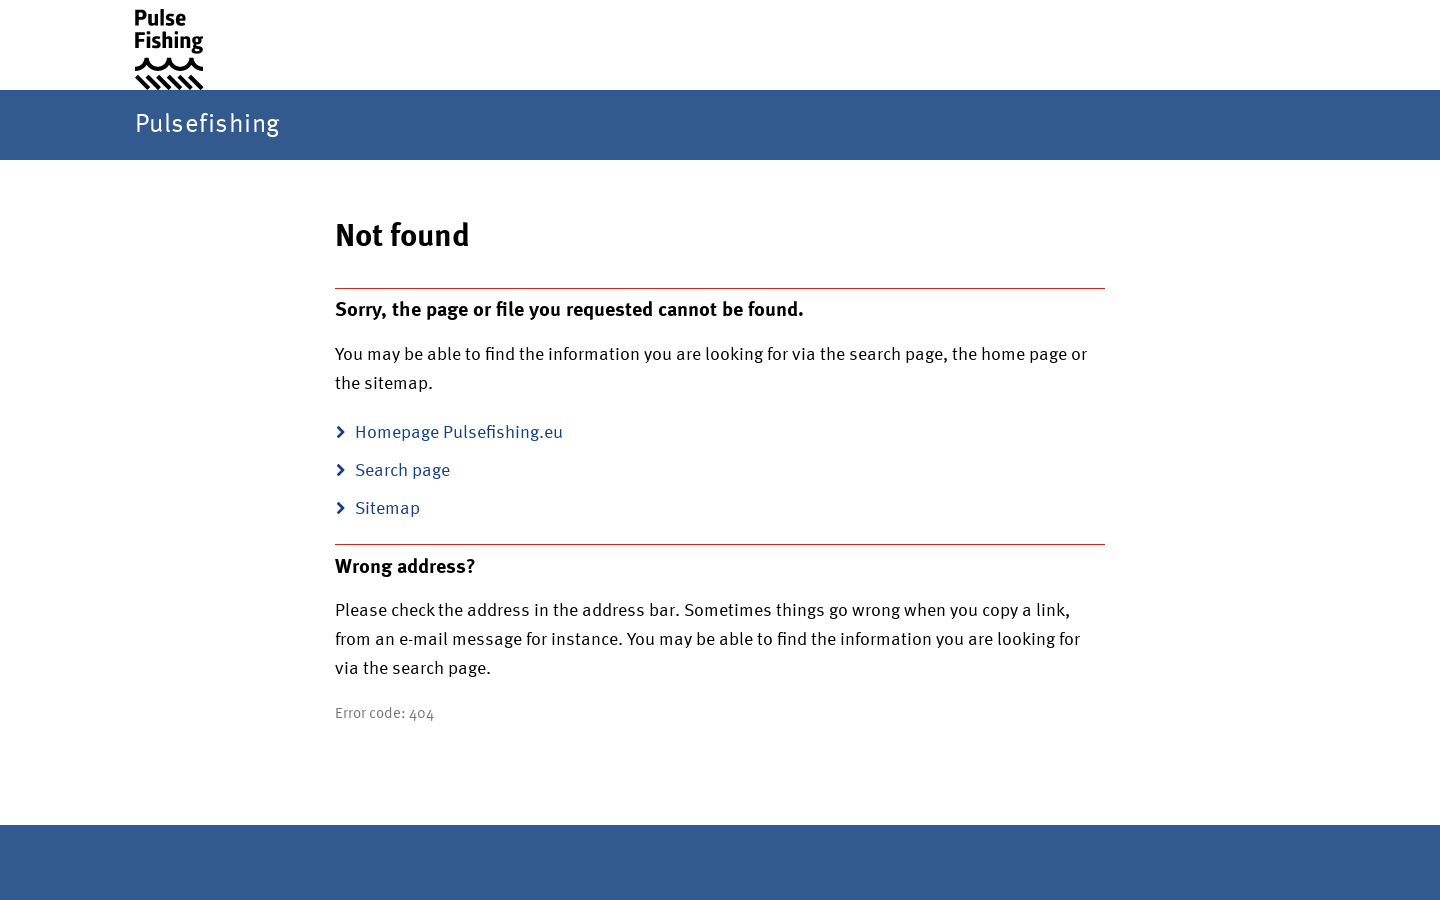 Pulse
Fishing
Pulsefishing
Not found
Sorry, the page or file you requested cannot be found.
You may be able to find the information you are looking for via the search page, the home page or
the sitemap.
Homepage Pulsefishing.eu
Search page
Sitemap
Wrong address?
Please check the address in the address bar. Sometimes things go wrong when you copy a link,
from an e-mail message for instance. You may be able to find the information you are looking for
via the search page.
Error code: 404